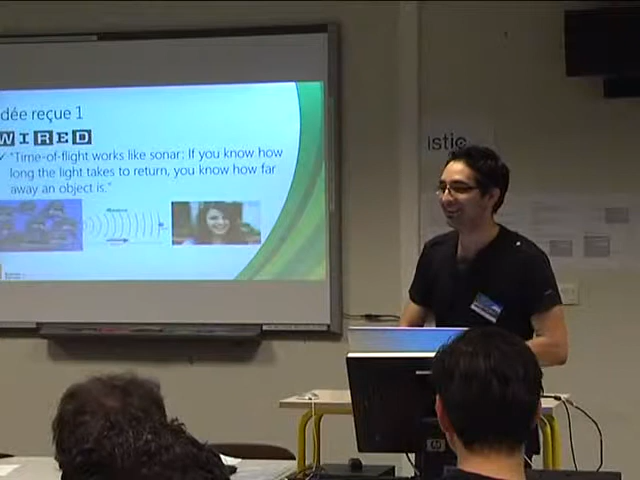 dée reçue 1
WIRED
✓ "Time-of-flight works like sonar: If you know how
long the light takes to return, you know how far
away an object is."
istic
hp